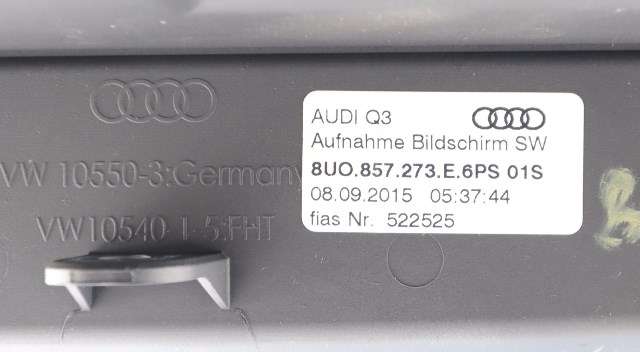 AUDI Q3
Aufnahme Bildschirm SW
8UO.857.273.E.6PS 01S
08.09.2015 05:37:44
fias Nr. 522525
VW 10550-3:Germany
VW10540-1-5:FHT